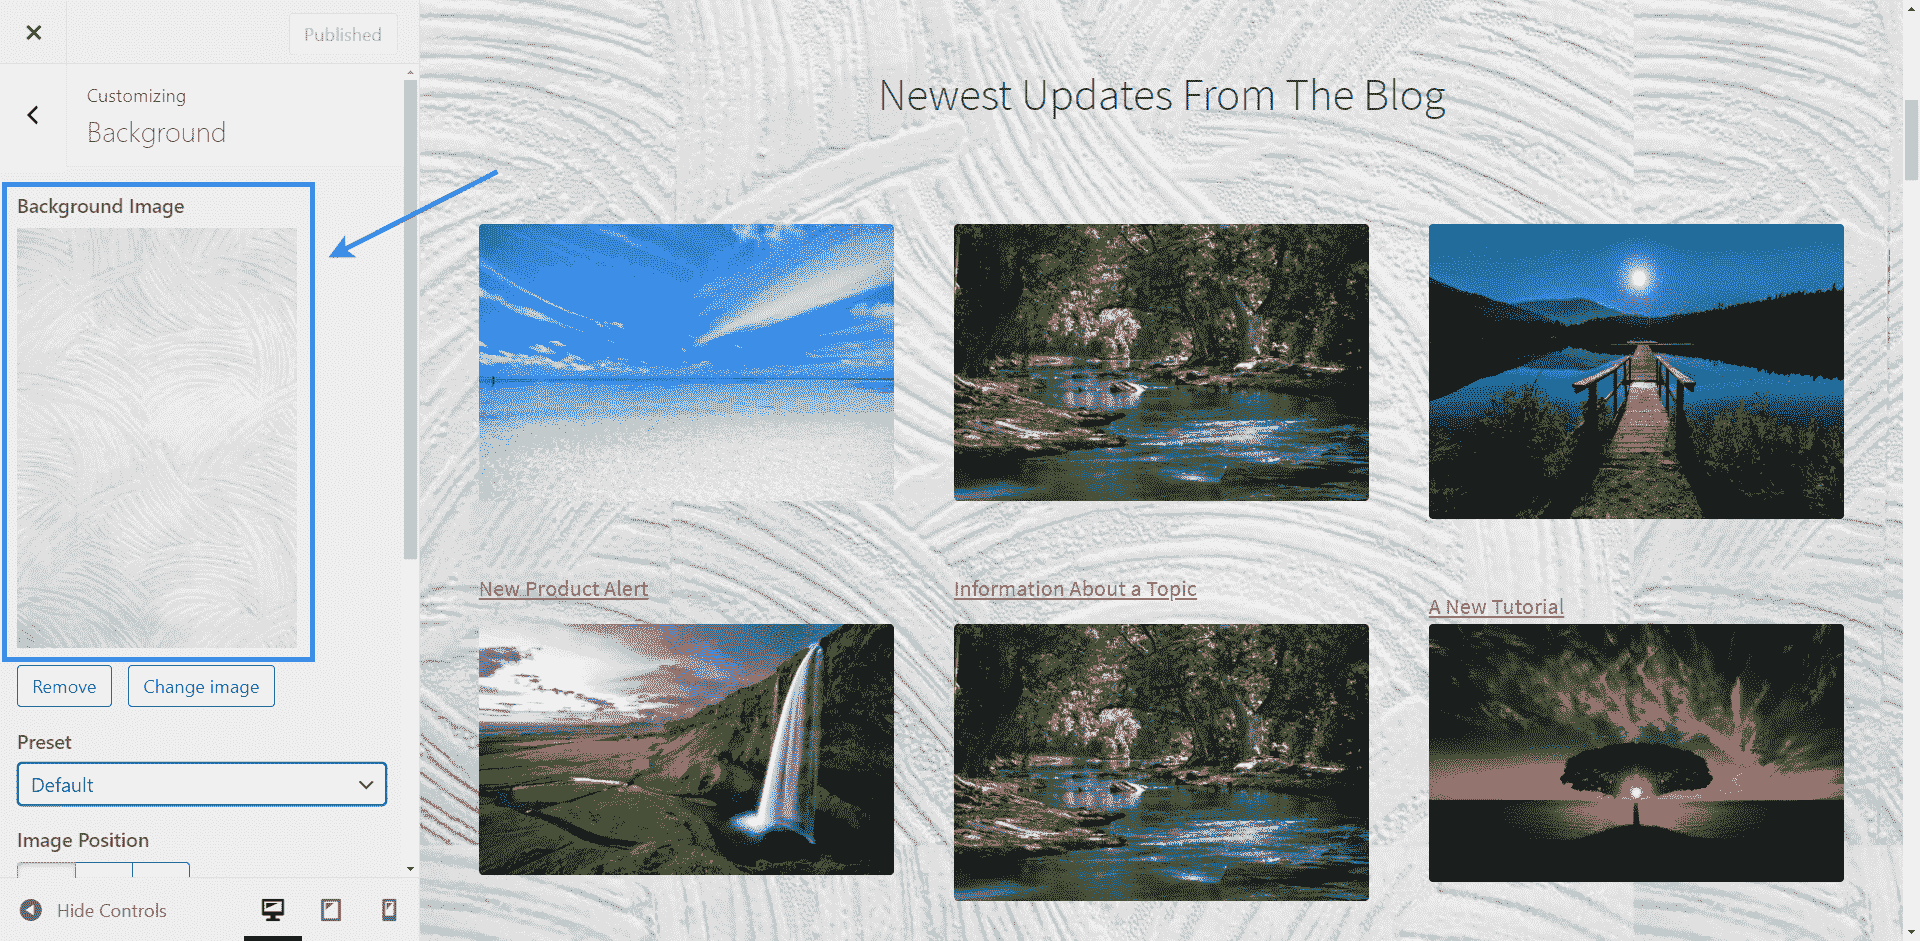 Published
Customizing
Background
Background Image
Remove
Change image
Preset
Default
Image Position
Hide Controls
Newest Updates From The Blog
New Product Alert
Information About a Topic
A New Tutorial